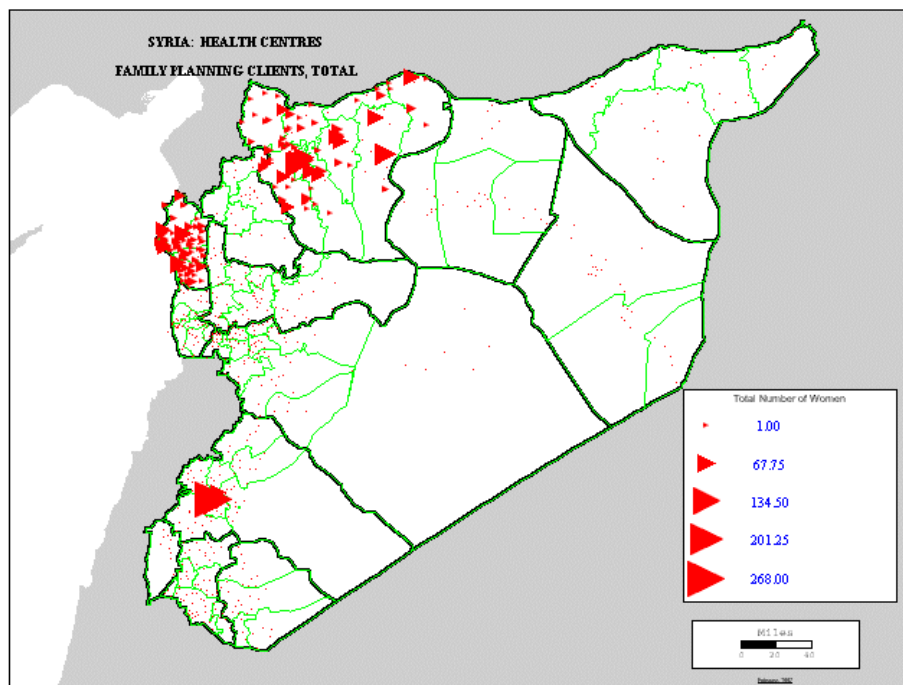 SYRIA: HEALTH CENTRES
FAMILY PLANNING CLIENTS, TOTAL
Total Number of Women
1.00
67.75
134.50
201.25
268.00
Miles
0 20 40